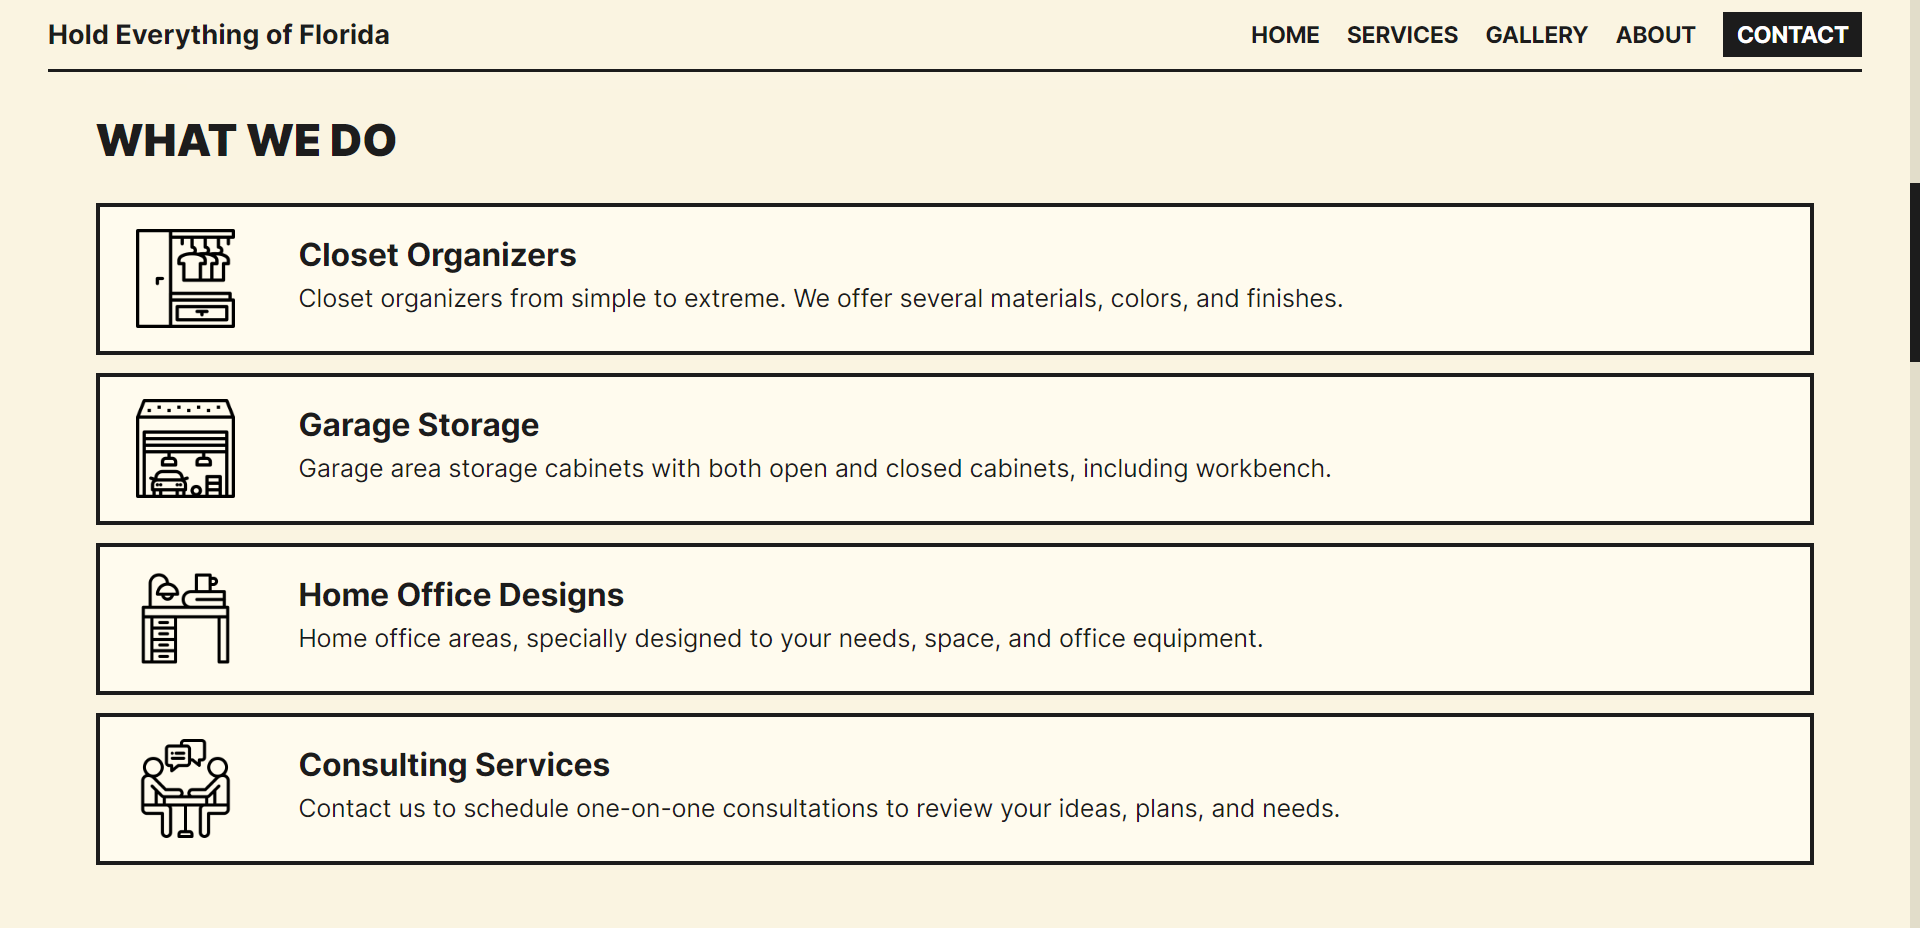 Hold Everything of Florida
HOME SERVICES GALLERY ABOUT CONTACT
WHAT WE DO
Closet Organizers
Closet organizers from simple to extreme. We offer several materials, colors, and finishes.
Garage Storage
Garage area storage cabinets with both open and closed cabinets, including workbench.
Home Office Designs
Home office areas, specially designed to your needs, space, and office equipment.
Consulting Services
Contact us to schedule one-on-one consultations to review your ideas, plans, and needs.